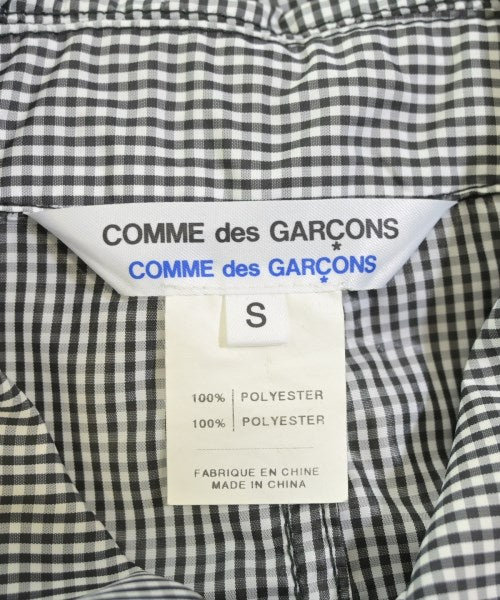 COMME des GARÇONS
COMME des GARÇONS
S
100% POLYESTER
100% POLYESTER
FABRIQUE EN CHINE
MADE IN CHINA